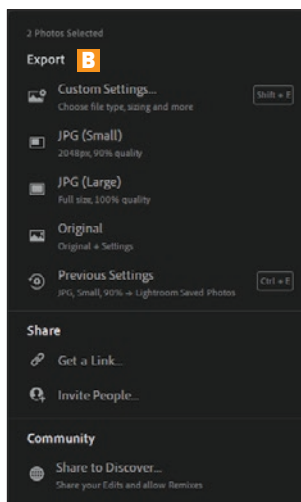 2 Photos Selected
Export B
Custom Settings... Shift + E
Choose file type, sizing and more
JPG (Small)
2048px, 90% quality
JPG (Large)
Full size, 100% quality
Original
Original + Settings
Previous Settings Ctrl + E
JPG, Small, 90% → Lightroom Saved Photos
Share
Get a Link...
Invite People...
Community
Share to Discover...
Share your Edits and allow Remixes